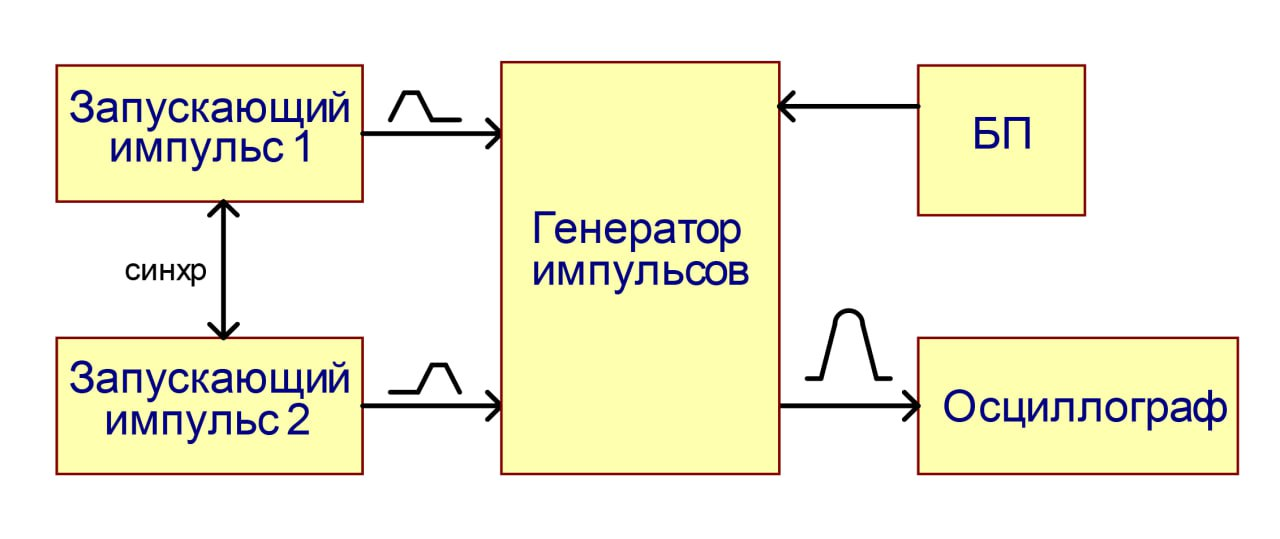 Запускающий
импульс 1
БП
Генератор
импульсов
синхр
Запускающий
импульс 2
Осциллограф